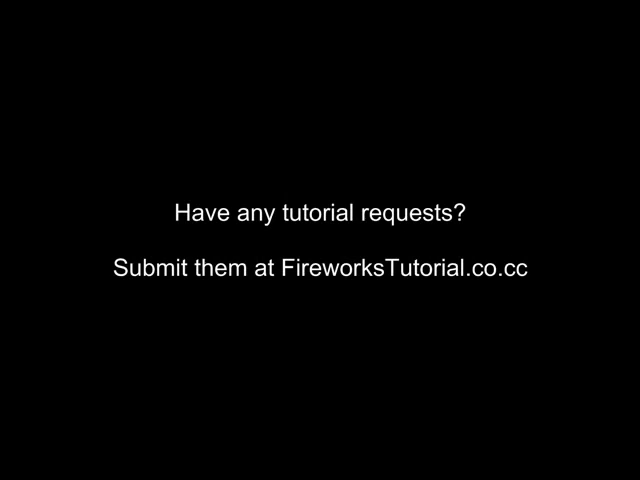 Have any tutorial requests?
Submit them at FireworksTutorial.co.cc